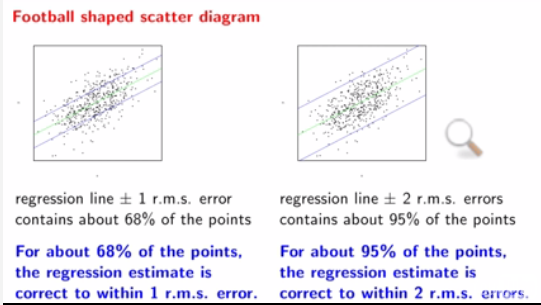 Football shaped scatter diagram
regression line ± 1 r.m.s. error
contains about 68% of the points
For about 68% of the points,
the regression estimate is
correct to within 1 r.m.s. error.
regression line ± 2 r.m.s. errors
contains about 95% of the points
For about 95% of the points,
the regression estimate is
correct to within 2 r.m.s. errors.